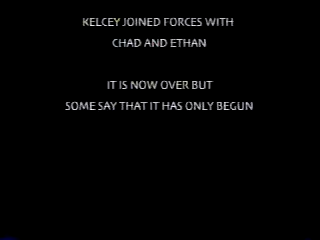 KELCEY JOINED FORCES WITH
CHAD AND ETHAN
IT IS NOW OVER BUT
SOME SAY THAT IT HAS ONLY BEGUN